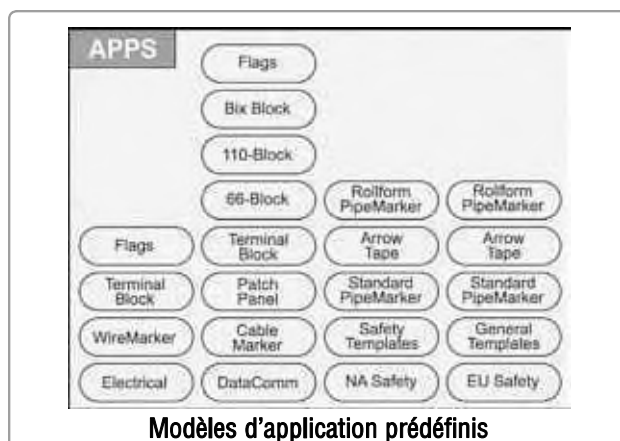 APPS
Flags
Bix Block
110-Block
66-Block
Rollform
PipeMarker
Rollform
PipeMarker
Flags
Terminal
Block
Arrow
Tape
Arrow
Tape
Terminal
Block
Patch
Panel
Standard
PipeMarker
Standard
PipeMarker
WireMarker
Cable
Marker
Safety
Templates
General
Templates
Electrical
DataComm
NA Safety
EU Safety
Modèles d'application prédéfinis